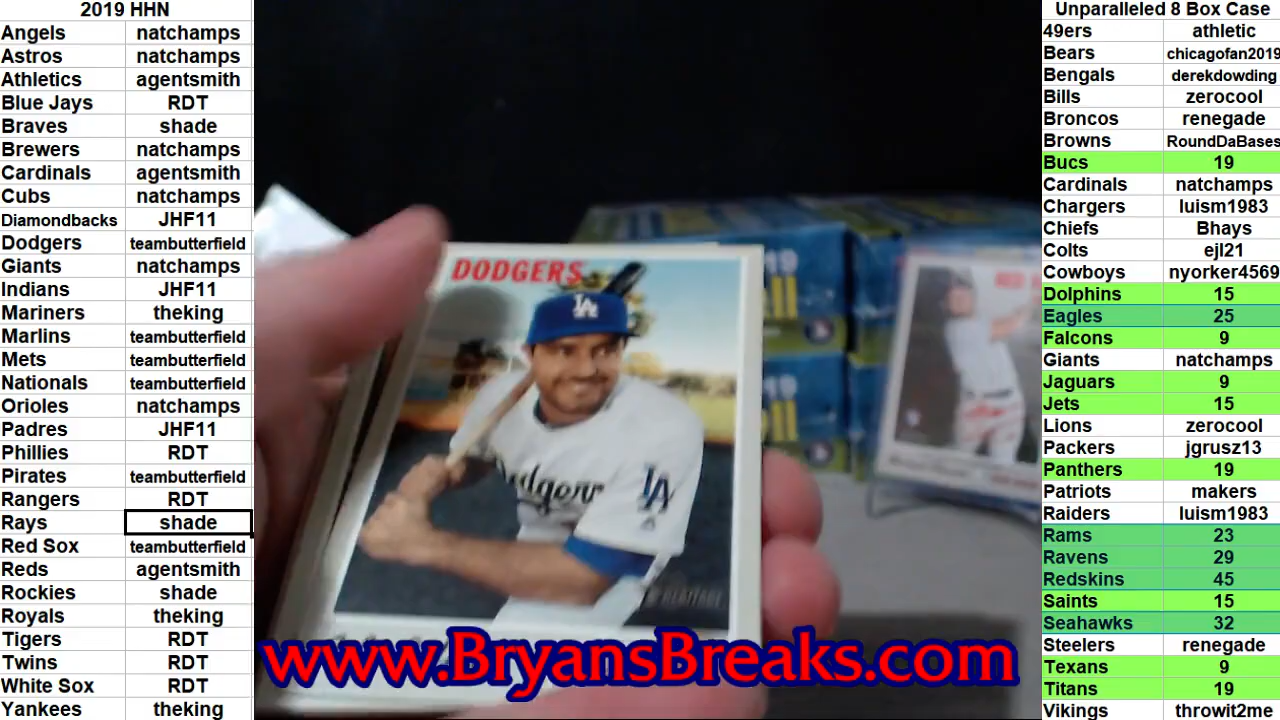 2019 HHN
Angels natchamps
Astros natchamps
Athletics agentsmith
Blue Jays RDT
Braves shade
Brewers natchamps
Cardinals agentsmith
Cubs natchamps
Diamondbacks JHF11
Dodgers teambutterfield
Giants natchamps
Indians JHF11
Mariners theking
Marlins teambutterfield
Mets teambutterfield
Nationals teambutterfield
Orioles natchamps
Padres JHF11
Phillies RDT
Pirates teambutterfield
Rangers RDT
Rays shade
Red Sox teambutterfield
Reds agentsmith
Rockies shade
Royals theking
Tigers RDT
Twins RDT
White Sox RDT
Yankees theking
DODGERS
LA
Dodgers
LA
HERITAGE
19
19
RED
www.BryansBreaks.com
Unparalleled 8 Box Case
49ers athletic
Bears chicagofan2019
Bengals derekdowding
Bills zerocool
Broncos renegade
Browns RoundDaBases
Bucs 19
Cardinals natchamps
Chargers luism1983
Chiefs Bhays
Colts ejl21
Cowboys nyorker4569
Dolphins 15
Eagles 25
Falcons 9
Giants natchamps
Jaguars 9
Jets 15
Lions zerocool
Packers jgrusz13
Panthers 19
Patriots makers
Raiders luism1983
Rams 23
Ravens 29
Redskins 45
Saints 15
Seahawks 32
Steelers renegade
Texans 9
Titans 19
Vikings throwit2me